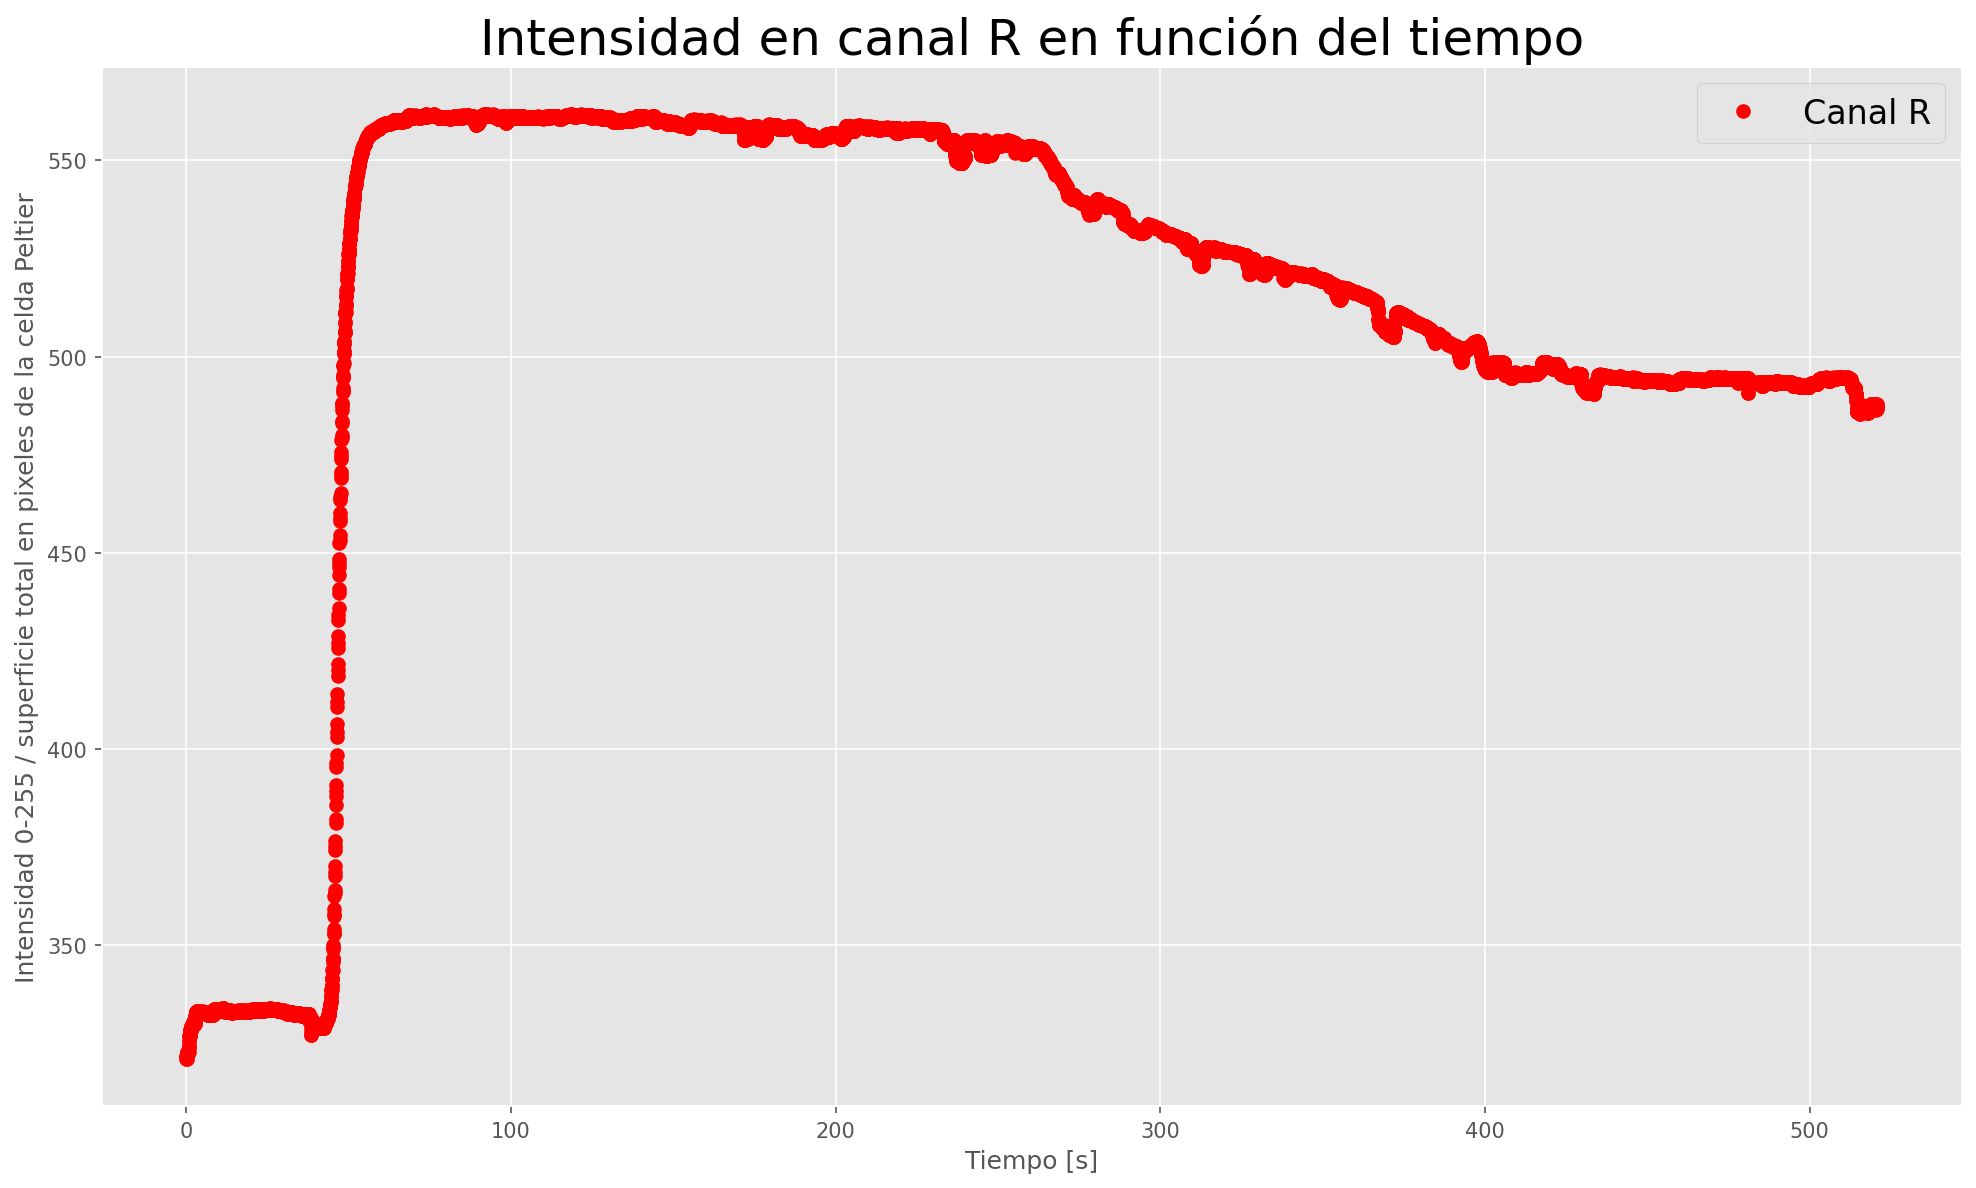 Intensidad en canal R en función del tiempo
Canal R
Intensidad 0-255 / superficie total en pixeles de la celda Peltier
550
500
450
400
350
0 100 200 300 400 500
Tiempo [s]